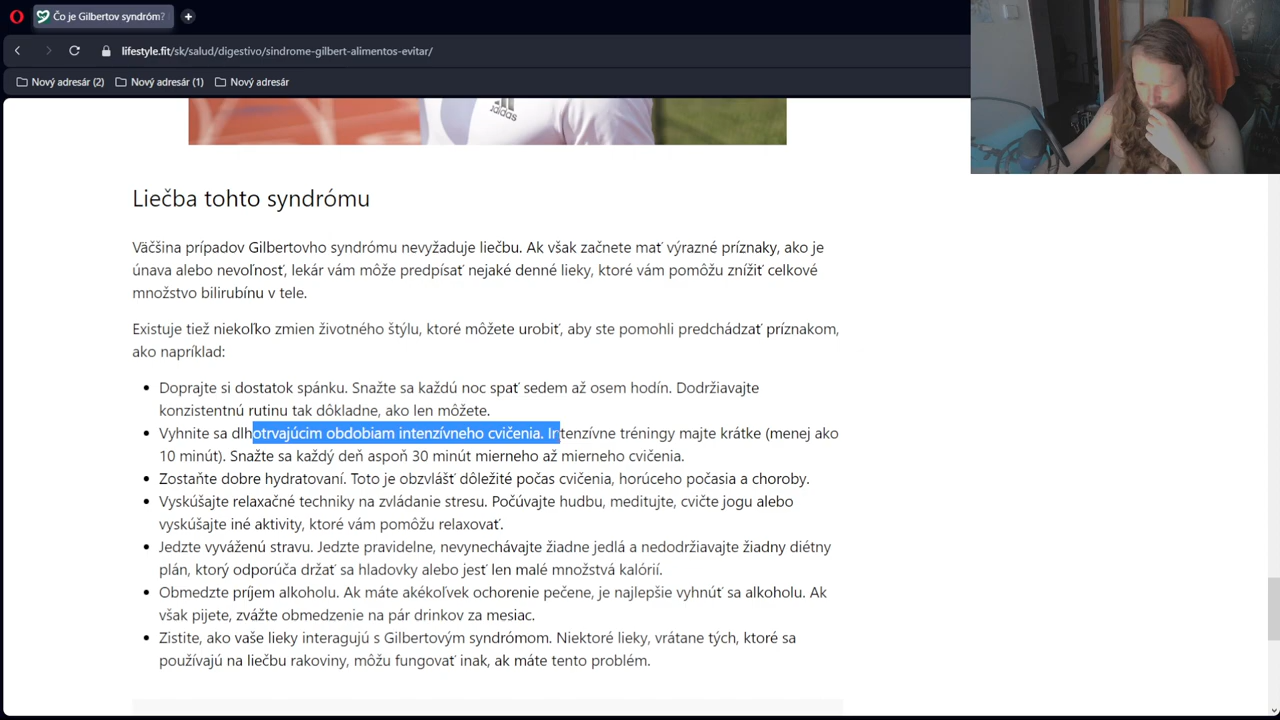 Čo je Gilbertov syndróm?
lifestyle.fit/sk/salud/digestivo/sindrome-gilbert-alimentos-evitar/
Nový adresár (2) Nový adresár (1) Nový adresár
adidas
Liečba tohto syndrómu
Väčšina prípadov Gilbertovho syndrómu nevyžaduje liečbu. Ak však začnete mať výrazné príznaky, ako je
únava alebo nevoľnosť, lekár vám môže predpísať nejaké denné lieky, ktoré vám pomôžu znížiť celkové
množstvo bilirubínu v tele.
Existuje tiež niekoľko zmien životného štýlu, ktoré môžete urobiť, aby ste pomohli predchádzať príznakom,
ako napríklad:
• Doprajte si dostatok spánku. Snažte sa každú noc spať sedem až osem hodín. Dodržiavajte
konzistentnú rutinu tak dôkladne, ako len môžete.
• Vyhnite sa dlhotrvajúcim obdobiam intenzívneho cvičenia. Intenzívne tréningy majte krátke (menej ako
10 minút). Snažte sa každý deň aspoň 30 minút mierneho až mierneho cvičenia.
• Zostaňte dobre hydratovaní. Toto je obzvlášť dôležité počas cvičenia, horúceho počasia a choroby.
• Vyskúšajte relaxačné techniky na zvládanie stresu. Počúvajte hudbu, meditujte, cvičte jogu alebo
vyskúšajte iné aktivity, ktoré vám pomôžu relaxovať.
• Jedzte vyváženú stravu. Jedzte pravidelne, nevynechávajte žiadne jedlá a nedodržiavajte žiadny diétny
plán, ktorý odporúča držať sa hladovky alebo jesť len malé množstvá kalórií.
• Obmedzte príjem alkoholu. Ak máte akékoľvek ochorenie pečene, je najlepšie vyhnúť sa alkoholu. Ak
však pijete, zvážte obmedzenie na pár drinkov za mesiac.
• Zistite, ako vaše lieky interagujú s Gilbertovým syndrómom. Niektoré lieky, vrátane tých, ktoré sa
používajú na liečbu rakoviny, môžu fungovať inak, ak máte tento problém.